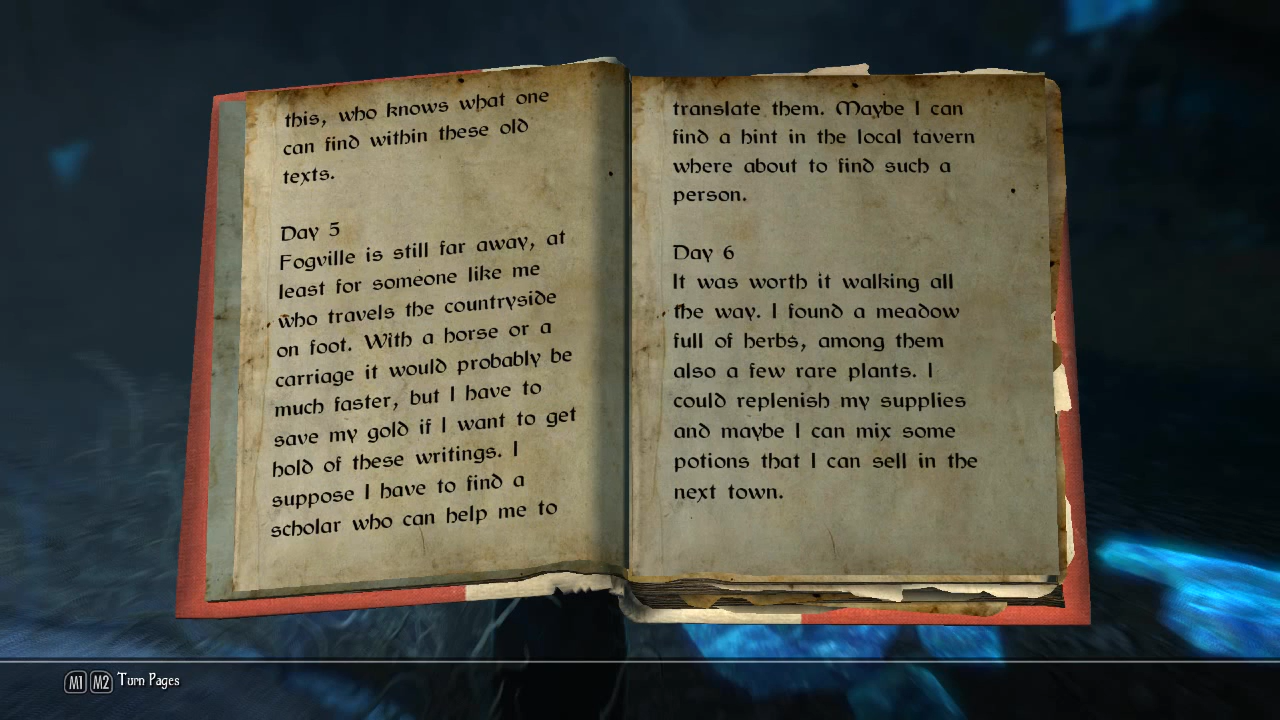 this, who knows what one
can find within these old
texts.
Day 5
Fogville is still far away, at
least for someone like me
who travels the countryside
on foot. With a horse or a
carriage it would probably be
much faster, but I have to
save my gold if I want to get
hold of these writings. I
suppose I have to find a
scholar who can help me to
translate them. Maybe I can
find a hint in the local tavern
where about to find such a
person.
Day 6
It was worth it walking all
the way. I found a meadow
full of herbs, among them
also a few rare plants. I
could replenish my supplies
and maybe I can mix some
potions that I can sell in the
next town.
M1 M2 Turn Pages